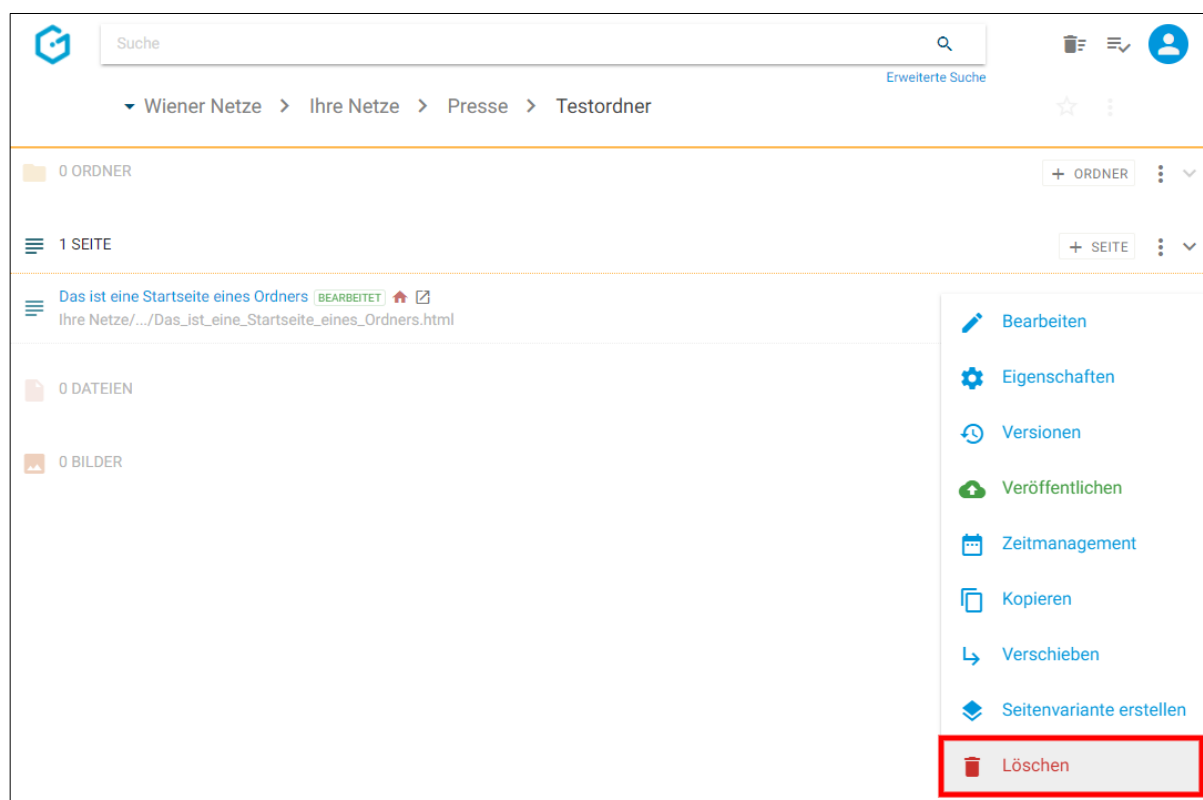 Suche
Erweiterte Suche
Wiener Netze > Ihre Netze > Presse > Testordner
0 ORDNER
+ ORDNER
1 SEITE
+ SEITE
Das ist eine Startseite eines Ordners BEARBEITET
Ihre Netze/.../Das_ist_eine_Startseite_eines_Ordners.html
0 DATEIEN
0 BILDER
Bearbeiten
Eigenschaften
Versionen
Veröffentlichen
Zeitmanagement
Kopieren
Verschieben
Seitenvariante erstellen
Löschen